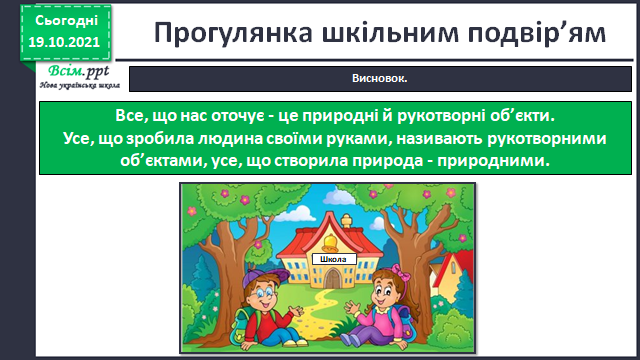 Сьогодні
19.10.2021
Прогулянка шкільним подвір’ям
Всім.ppt
Нова українська школа
Висновок.
Все, що нас оточує - це природні й рукотворні об’єкти.
Усе, що зробила людина своїми руками, називають рукотворними
об’єктами, усе, що створила природа - природними.
Школа